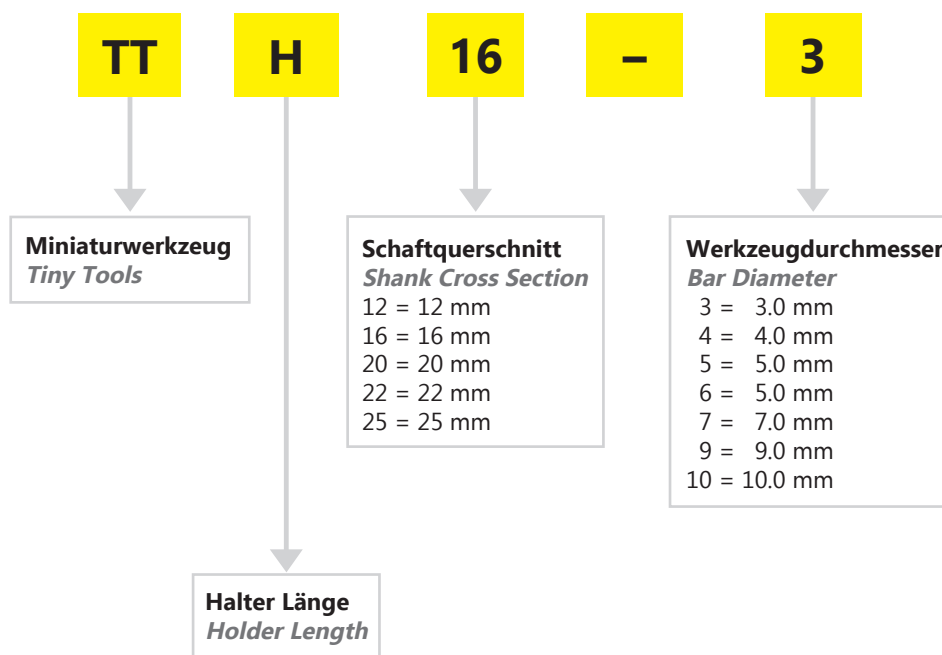 TT H 16 – 3
Miniaturwerkzeug
Tiny Tools
Schaftquerschnitt
Shank Cross Section
12 = 12 mm
16 = 16 mm
20 = 20 mm
22 = 22 mm
25 = 25 mm
Werkzeugdurchmesser
Bar Diameter
3 = 3.0 mm
4 = 4.0 mm
5 = 5.0 mm
6 = 5.0 mm
7 = 7.0 mm
9 = 9.0 mm
10 = 10.0 mm
Halter Länge
Holder Length